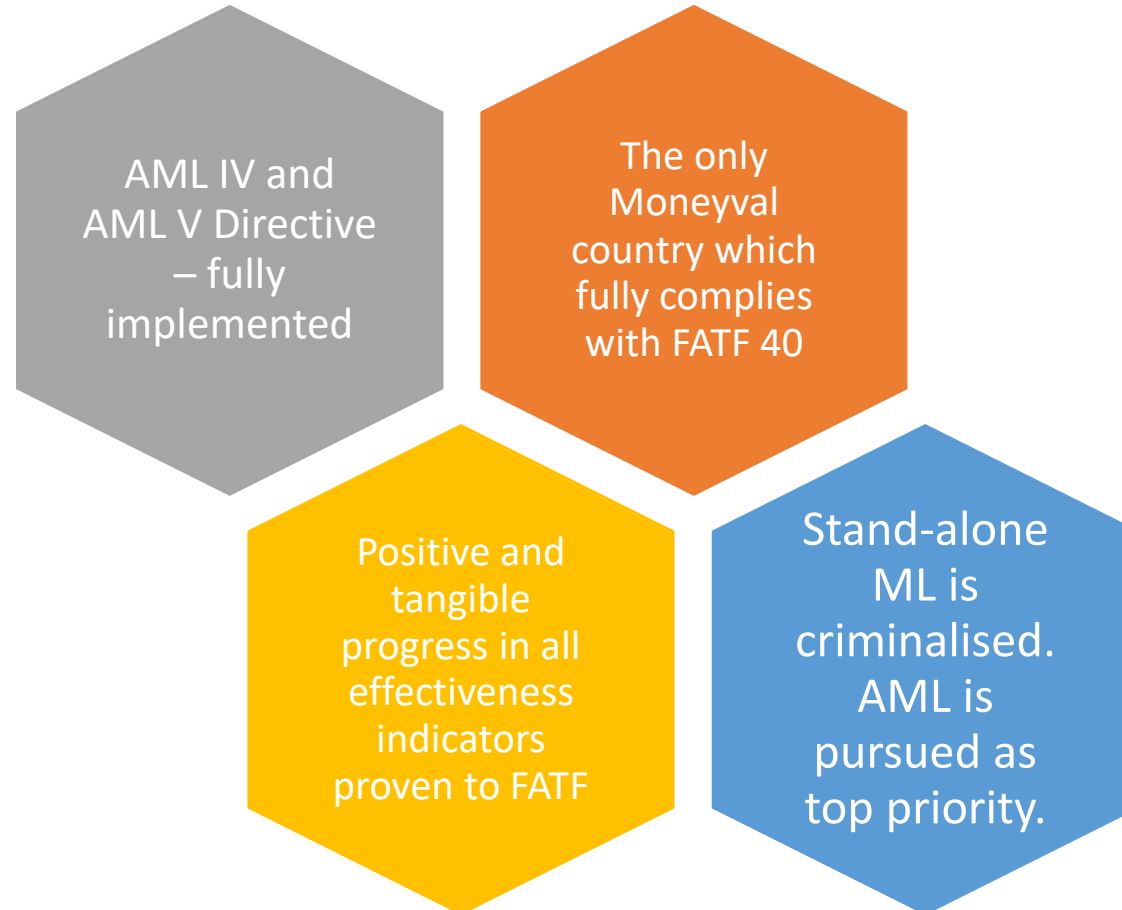 AML IV and
AML V Directive
– fully
implemented
The only
Moneyval
country which
fully complies
with FATF 40
Positive and
tangible
progress in all
effectiveness
indicators
proven to FATF
Stand-alone
ML is
criminalised.
AML is
pursued as
top priority.